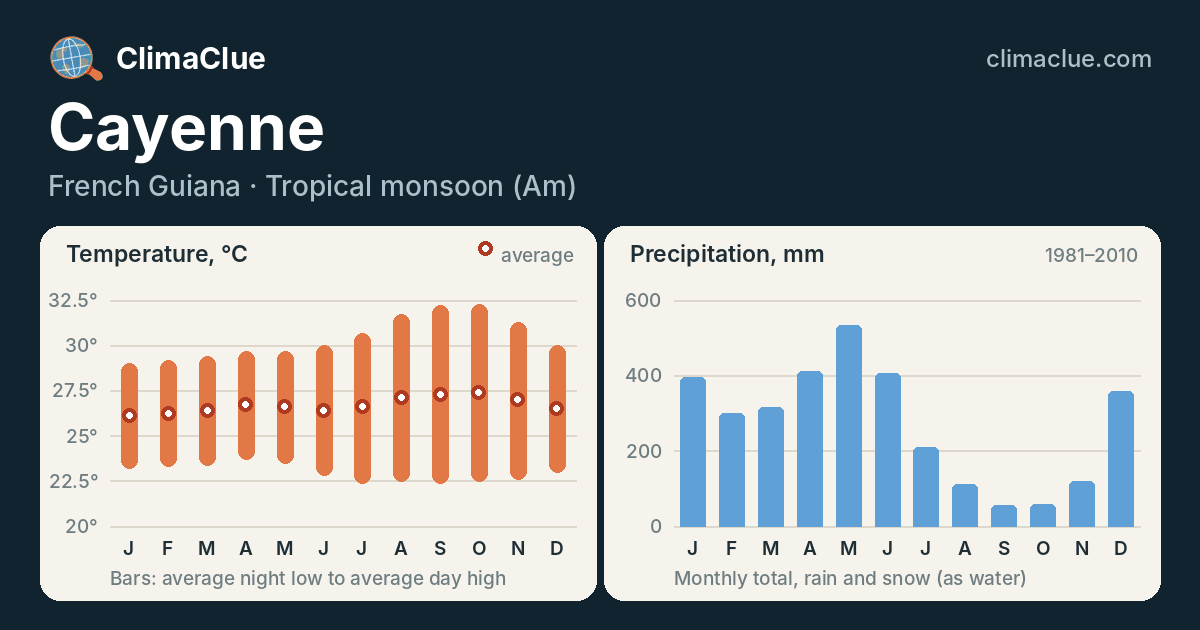 ClimaClue
climaclue.com
Cayenne
French Guiana · Tropical monsoon (Am)
Temperature, °C
average
32.5°
30°
27.5°
25°
22.5°
20°
J F M A M J J A S O N D
Bars: average night low to average day high
Precipitation, mm
1981–2010
600
400
200
0
J F M A M J J A S O N D
Monthly total, rain and snow (as water)